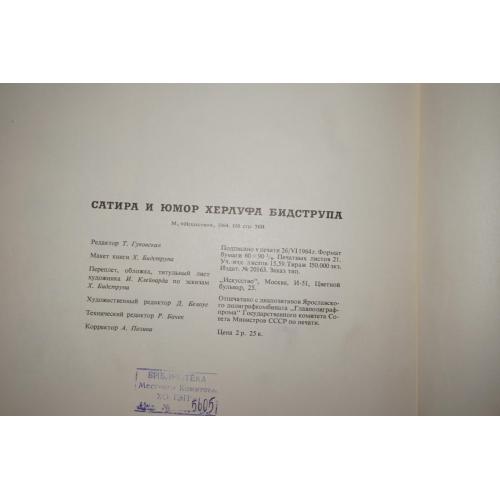 САТИРА И ЮМОР ХЕРЛУФА БИДСТРУПА
М., „Искусство", 1964. 168 стр.
Редактор Т. Гуковская
Макет книги Х. Бидструпа
Переплет, обложка, титульный лист
художника И. Клейнарда по эскизам
Х. Бидструпа
Художественный редактор Д.
Технический редактор Р. Бачек
Корректор А. Позина
Подписано к печати 26/VI 1964 г. Формат
бумаги 60 × 90 ¹/₈. Печатных листов 21.
Уч. изд. листов 15,59. Тираж 150.000 экз.
Издат. № 20163. Заказ тип.
„Искусство", Москва, И-51, Цветной
бульвар, 25.
Отпечатано с диапозитивов Ярославско-
го полиграфкомбината „Главполиграф-
прома" Государственного комитета Со-
вета Министров СССР по печати.
Цена 2 р. 25 к.
БИБЛИОТЕКА
Местного Комитета
№ 5605